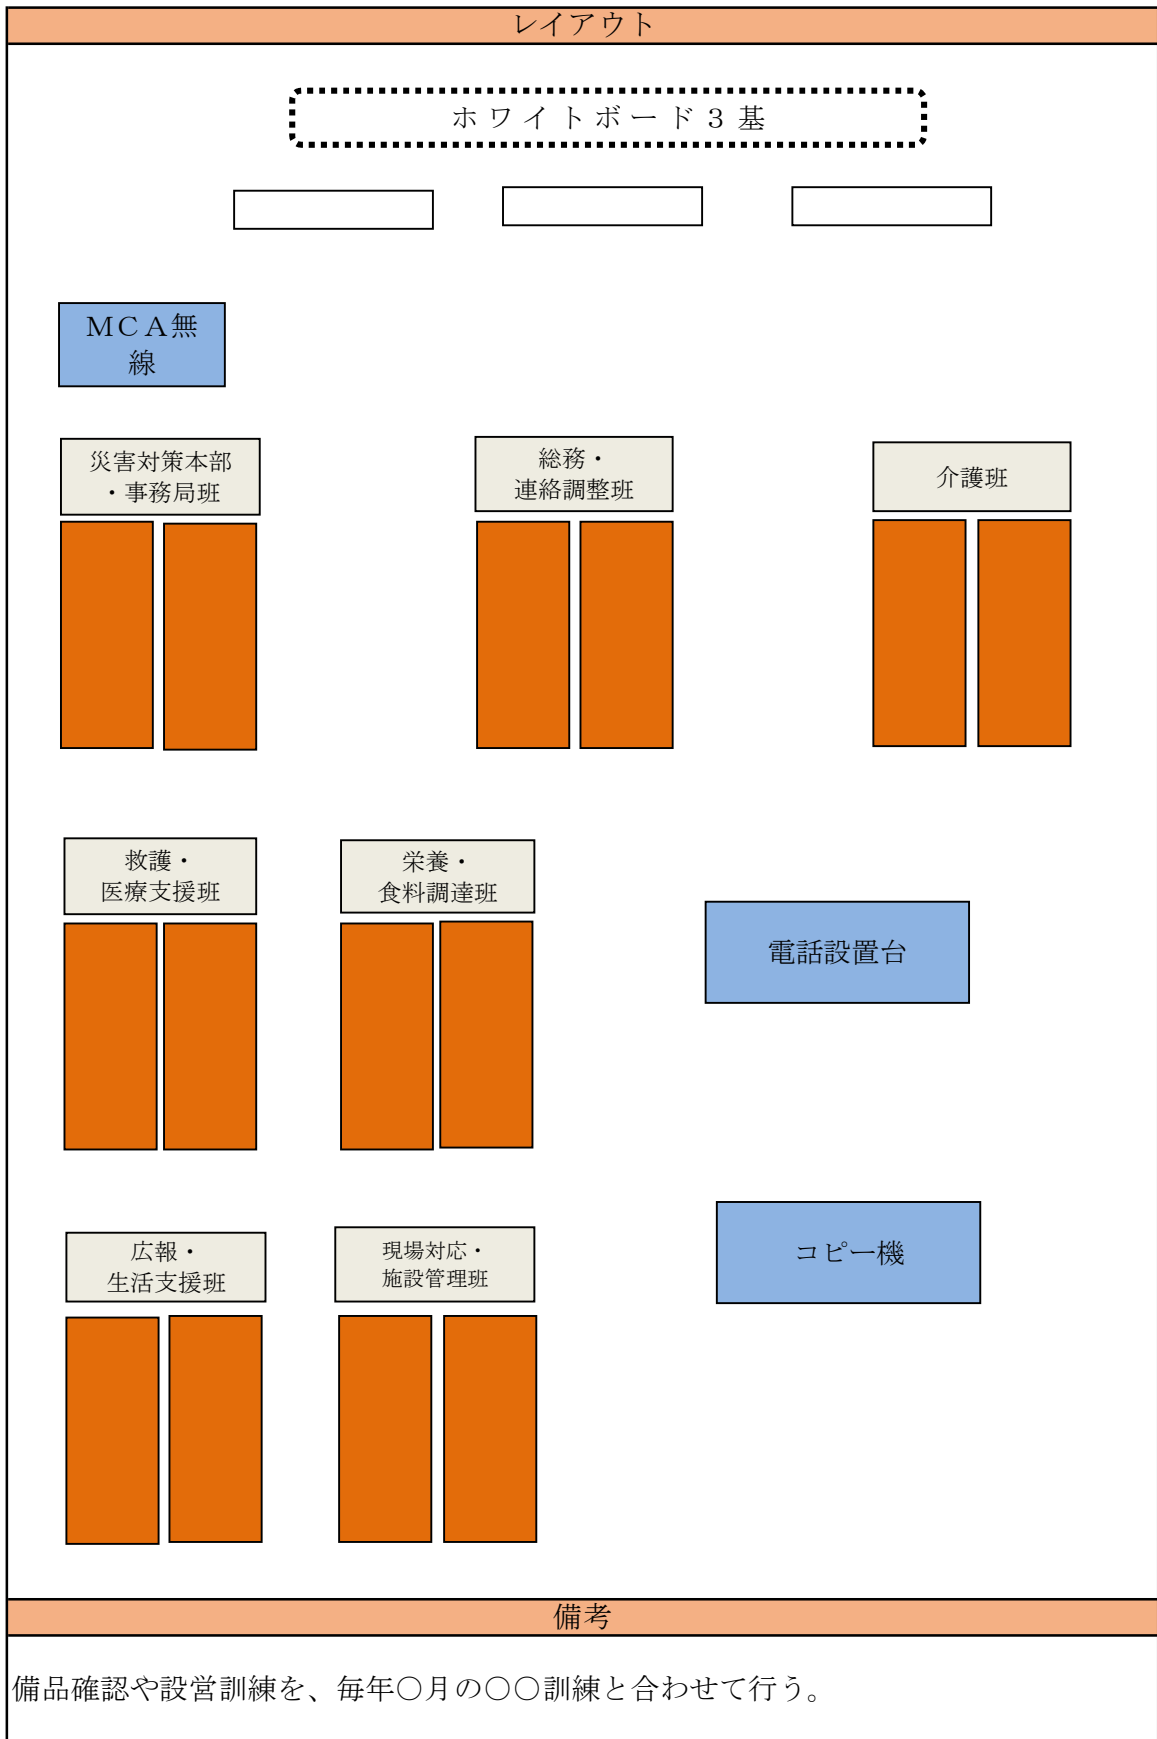 レイアウト
ホワイトボード３基
ＭＣＡ無
線
災害対策本部
・事務局班
総務・
連絡調整班
介護班
救護・
医療支援班
栄養・
食料調達班
電話設置台
広報・
生活支援班
現場対応・
施設管理班
コピー機
備考
備品確認や設営訓練を、毎年○月の○○訓練と合わせて行う。